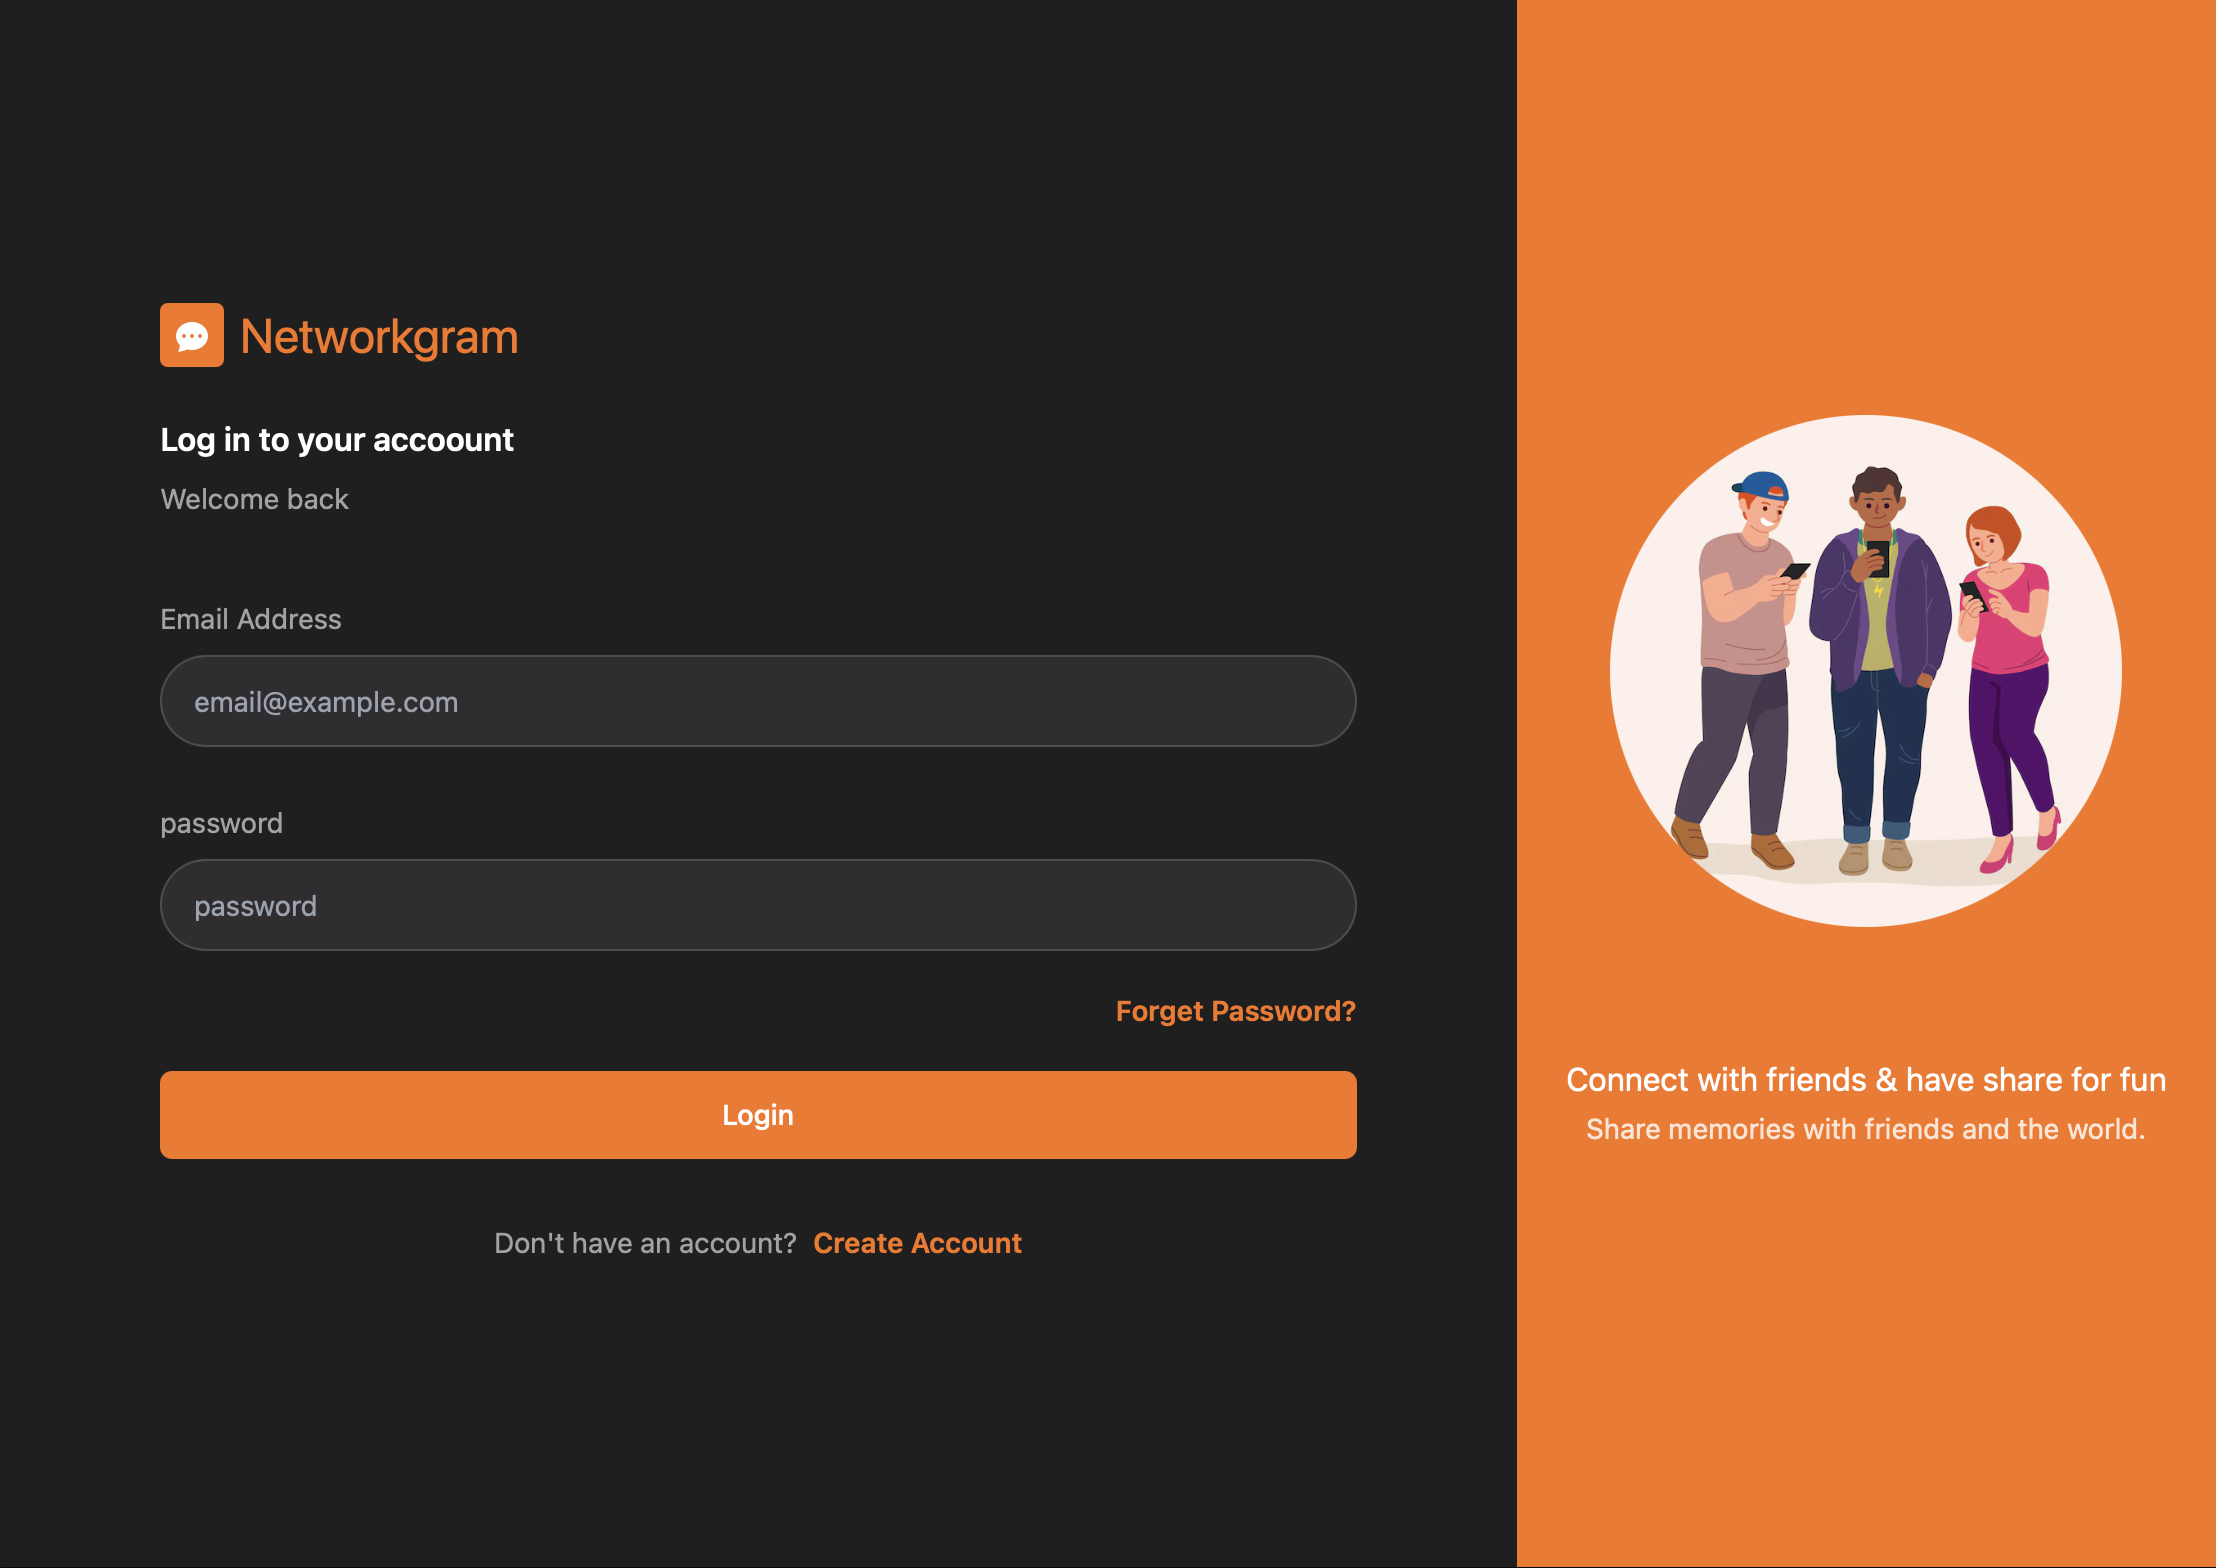 Networkgram
Log in to your accoount
Welcome back
Email Address
email@example.com
password
password
Forget Password?
Login
Don't have an account? Create Account
Connect with friends & have share for fun
Share memories with friends and the world.